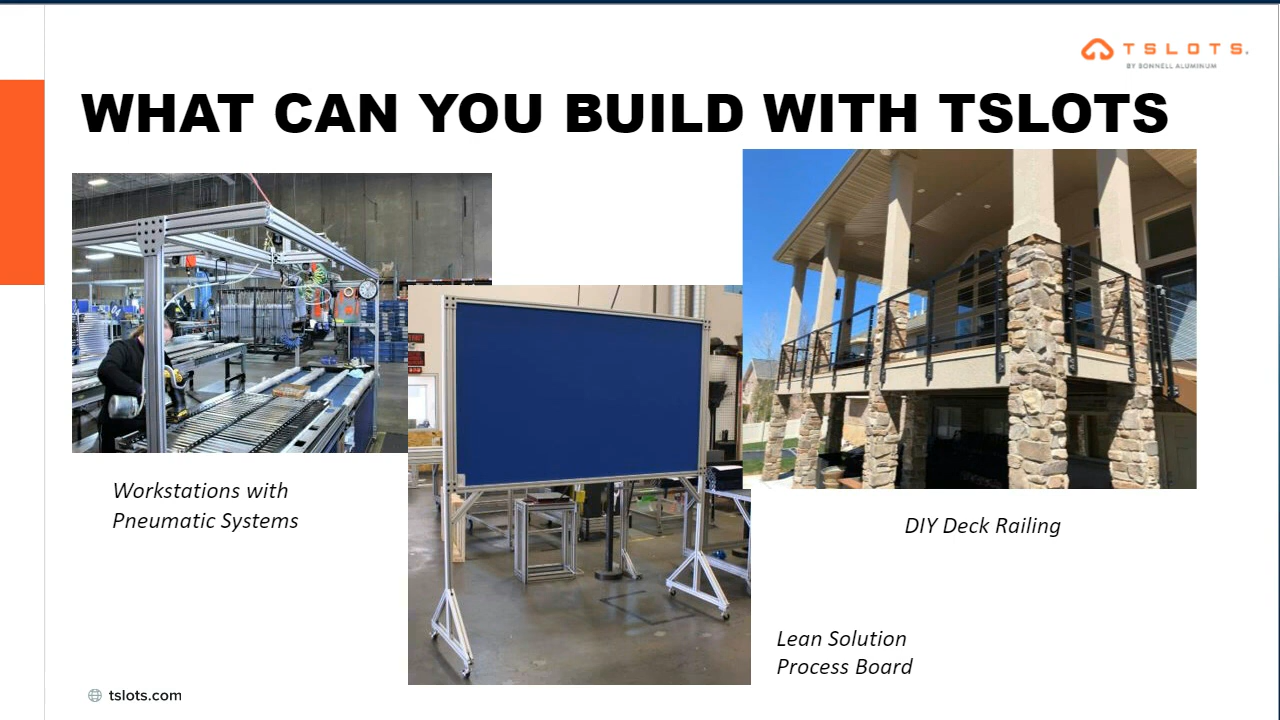 TSLOTS.
BY BONNELL ALUMINUM
WHAT CAN YOU BUILD WITH TSLOTS
Workstations with
Pneumatic Systems
DIY Deck Railing
Lean Solution
Process Board
tslots.com